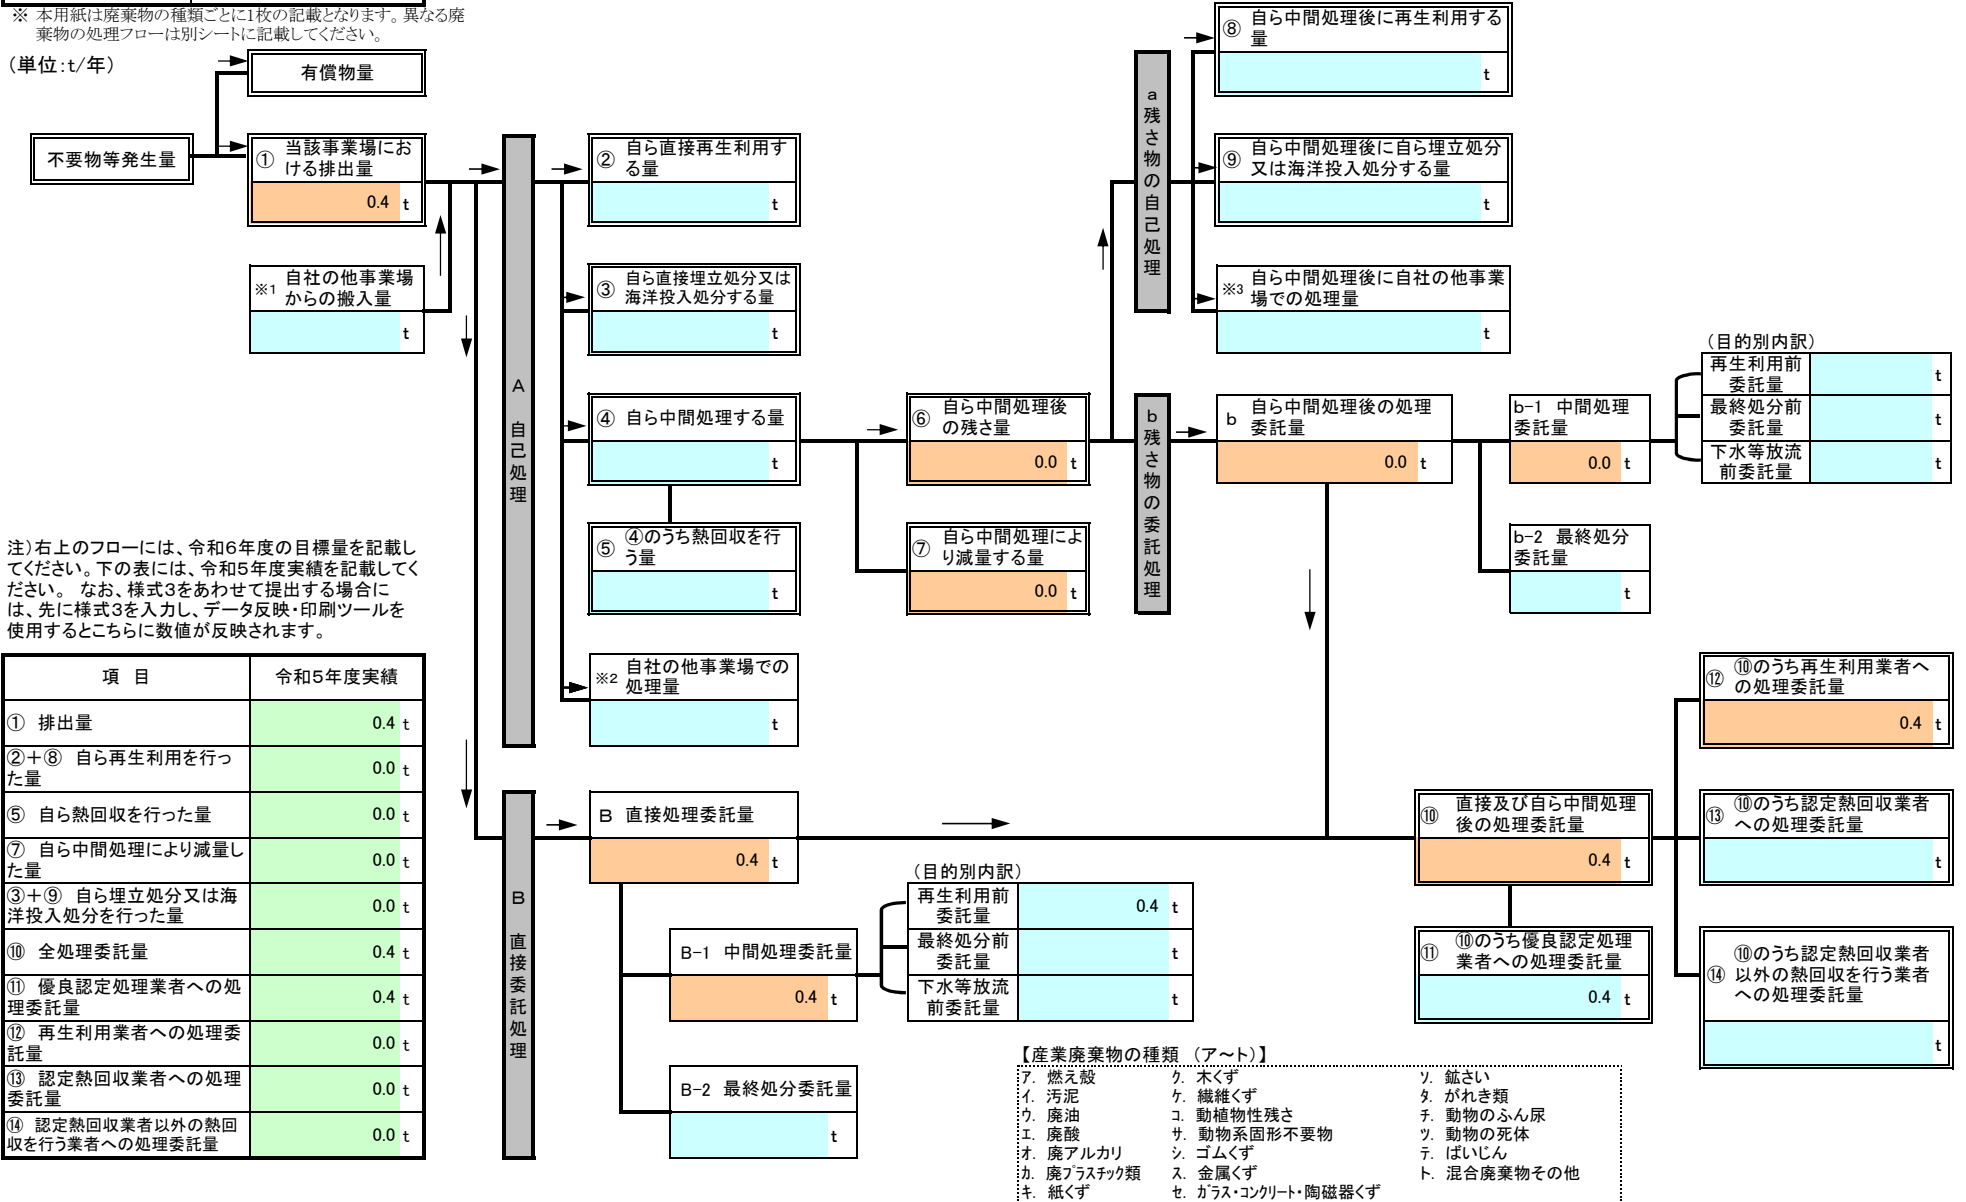 ※ 本用紙は廃棄物の種類ごとに1枚の記載となります。異なる廃
棄物の処理フローは別シートに記載してください。
(単位:t/年)
有償物量
不要物等発生量
① 当該事業場にお
ける排出量
0.4 t
※1 自社の他事業場
からの搬入量
t
A 自己処理
② 自ら直接再生利用す
る量
t
③ 自ら直接埋立処分又は
海洋投入処分する量
t
④ 自ら中間処理する量
t
⑤ ④のうち熱回収を行
う量
t
※2 自社の他事業場での
処理量
t
⑥ 自ら中間処理後
の残さ量
0.0 t
⑦ 自ら中間処理によ
り減量する量
0.0 t
a 残さ物の自己処理
⑧ 自ら中間処理後に再生利用する
量
t
⑨ 自ら中間処理後に自ら埋立処分
又は海洋投入処分する量
t
※3 自ら中間処理後に自社の他事業
場での処理量
t
b 残さ物の委託処理
b 自ら中間処理後の処理
委託量
0.0 t
b-1 中間処理
委託量
0.0 t
b-2 最終処分
委託量
t
(目的別内訳)
再生利用前
委託量
t
最終処分前
委託量
t
下水等放流
前委託量
t
注)右上のフローには、令和6年度の目標量を記載し
てください。下の表には、令和5年度実績を記載してく
ださい。 なお、様式3をあわせて提出する場合に
は、先に様式3を入力し、データ反映・印刷ツールを
使用するとこちらに数値が反映されます。
項 目 令和5年度実績
① 排出量 0.4 t
②+⑧ 自ら再生利用を行っ
た量 0.0 t
⑤ 自ら熱回収を行った量 0.0 t
⑦ 自ら中間処理により減量し
た量 0.0 t
③+⑨ 自ら埋立処分又は海
洋投入処分を行った量 0.0 t
⑩ 全処理委託量 0.4 t
⑪ 優良認定処理業者への処
理委託量 0.4 t
⑫ 再生利用業者への処理委
託量 0.0 t
⑬ 認定熱回収業者への処理
委託量 0.0 t
⑭ 認定熱回収業者以外の熱回
収を行う業者への処理委託量 0.0 t
B 直接委託処理
B 直接処理委託量
0.4 t
B-1 中間処理委託量
0.4 t
B-2 最終処分委託量
t
(目的別内訳)
再生利用前
委託量
0.4 t
最終処分前
委託量
t
下水等放流
前委託量
t
⑩ 直接及び自ら中間処理
後の処理委託量
0.4 t
⑪ ⑩のうち優良認定処理
業者への処理委託量
0.4 t
⑫ ⑩のうち再生利用業者へ
の処理委託量
0.4 t
⑬ ⑩のうち認定熱回収業者
への処理委託量
t
⑭ ⑩のうち認定熱回収業者
以外の熱回収を行う業者
への処理委託量
t
【産業廃棄物の種類 (ア~ト)】
ア. 燃え殻 ク. 木くず ソ. 鉱さい
イ. 汚泥 ケ. 繊維くず タ. がれき類
ウ. 廃油 コ. 動植物性残さ チ. 動物のふん尿
エ. 廃酸 サ. 動物系固形不要物 ツ. 動物の死体
オ. 廃アルカリ シ. ゴムくず テ. ばいじん
カ. 廃プラスチック類 ス. 金属くず ト. 混合廃棄物その他
キ. 紙くず セ. ガラス・コンクリート・陶磁器くず